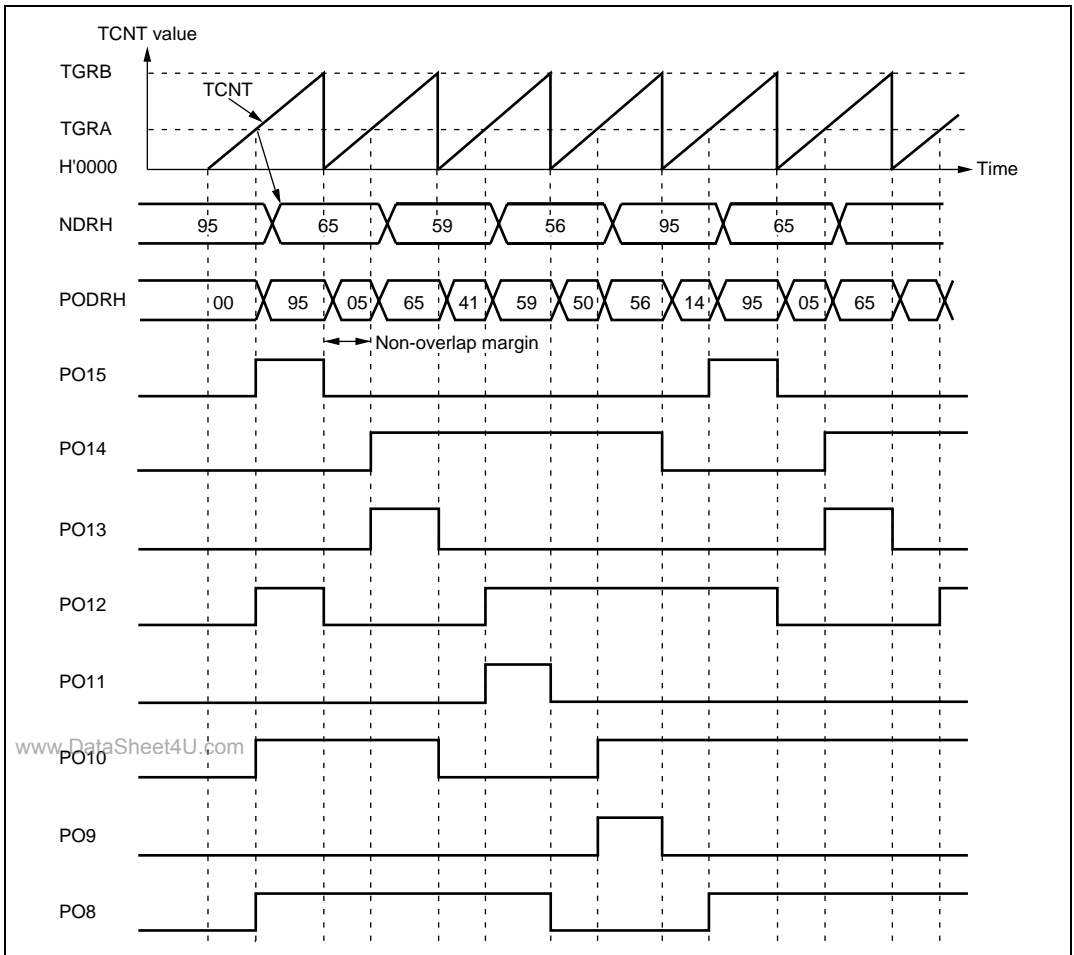 TCNT value
TGRB
TCNT
TGRA
H'0000
Time
NDRH 95 65 59 56 95 65
PODRH 00 95 05 65 41 59 50 56 14 95 05 65
Non-overlap margin
PO15
PO14
PO13
PO12
PO11
www.DataSheet4U.com
PO10
PO9
PO8